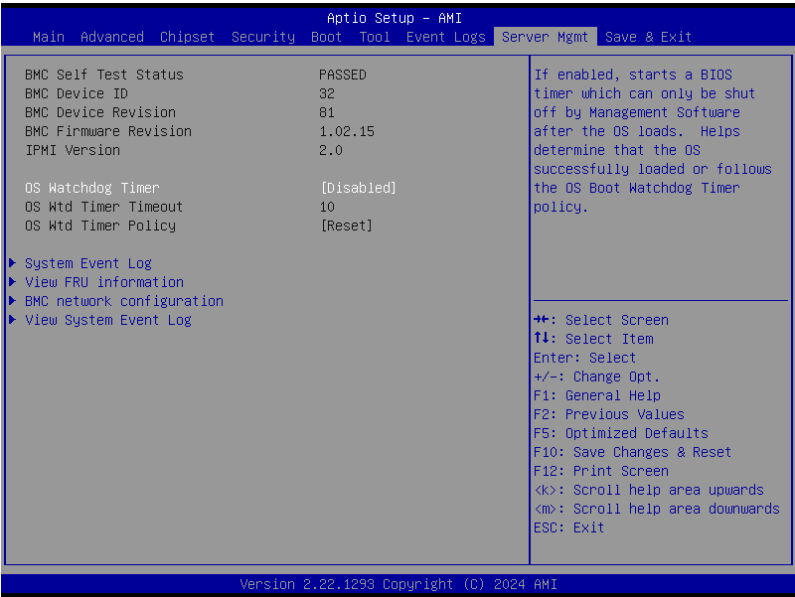 Aptio Setup – AMI
Main Advanced Chipset Security Boot Tool Event Logs Server Mgmt Save & Exit
BMC Self Test Status PASSED
BMC Device ID 32
BMC Device Revision 81
BMC Firmware Revision 1.02.15
IPMI Version 2.0
OS Watchdog Timer [Disabled]
OS Wtd Timer Timeout 10
OS Wtd Timer Policy [Reset]
System Event Log
View FRU information
BMC network configuration
View System Event Log
If enabled, starts a BIOS
timer which can only be shut
off by Management Software
after the OS loads. Helps
determine that the OS
successfully loaded or follows
the OS Boot Watchdog Timer
policy.
→←: Select Screen
↑↓: Select Item
Enter: Select
+/-: Change Opt.
F1: General Help
F2: Previous Values
F5: Optimized Defaults
F10: Save Changes & Reset
F12: Print Screen
<k>: Scroll help area upwards
<m>: Scroll help area downwards
ESC: Exit
Version 2.22.1293 Copyright (C) 2024 AMI